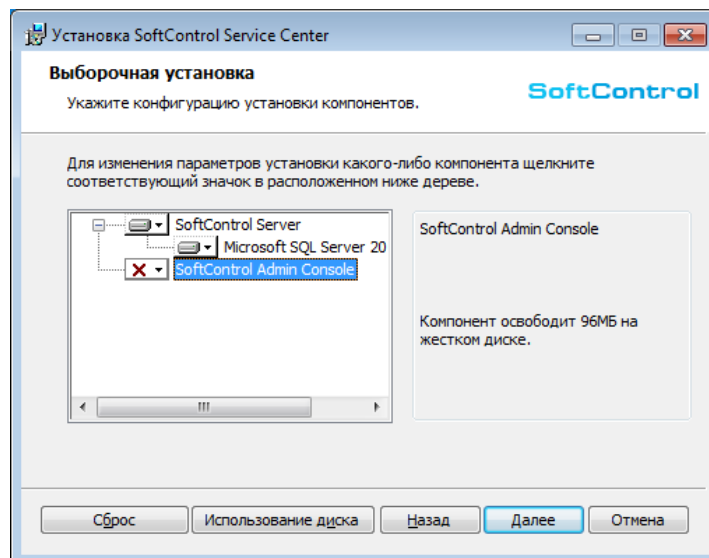 Установка SoftControl Service Center
Выборочная установка
Укажите конфигурацию установки компонентов.
SoftControl
Для изменения параметров установки какого-либо компонента щелкните
соответствующий значок в расположенном ниже дереве.
SoftControl Server
Microsoft SQL Server 20
SoftControl Admin Console
SoftControl Admin Console
Компонент освободит 96МБ на
жестком диске.
Сброс
Использование диска
Назад
Далее
Отмена